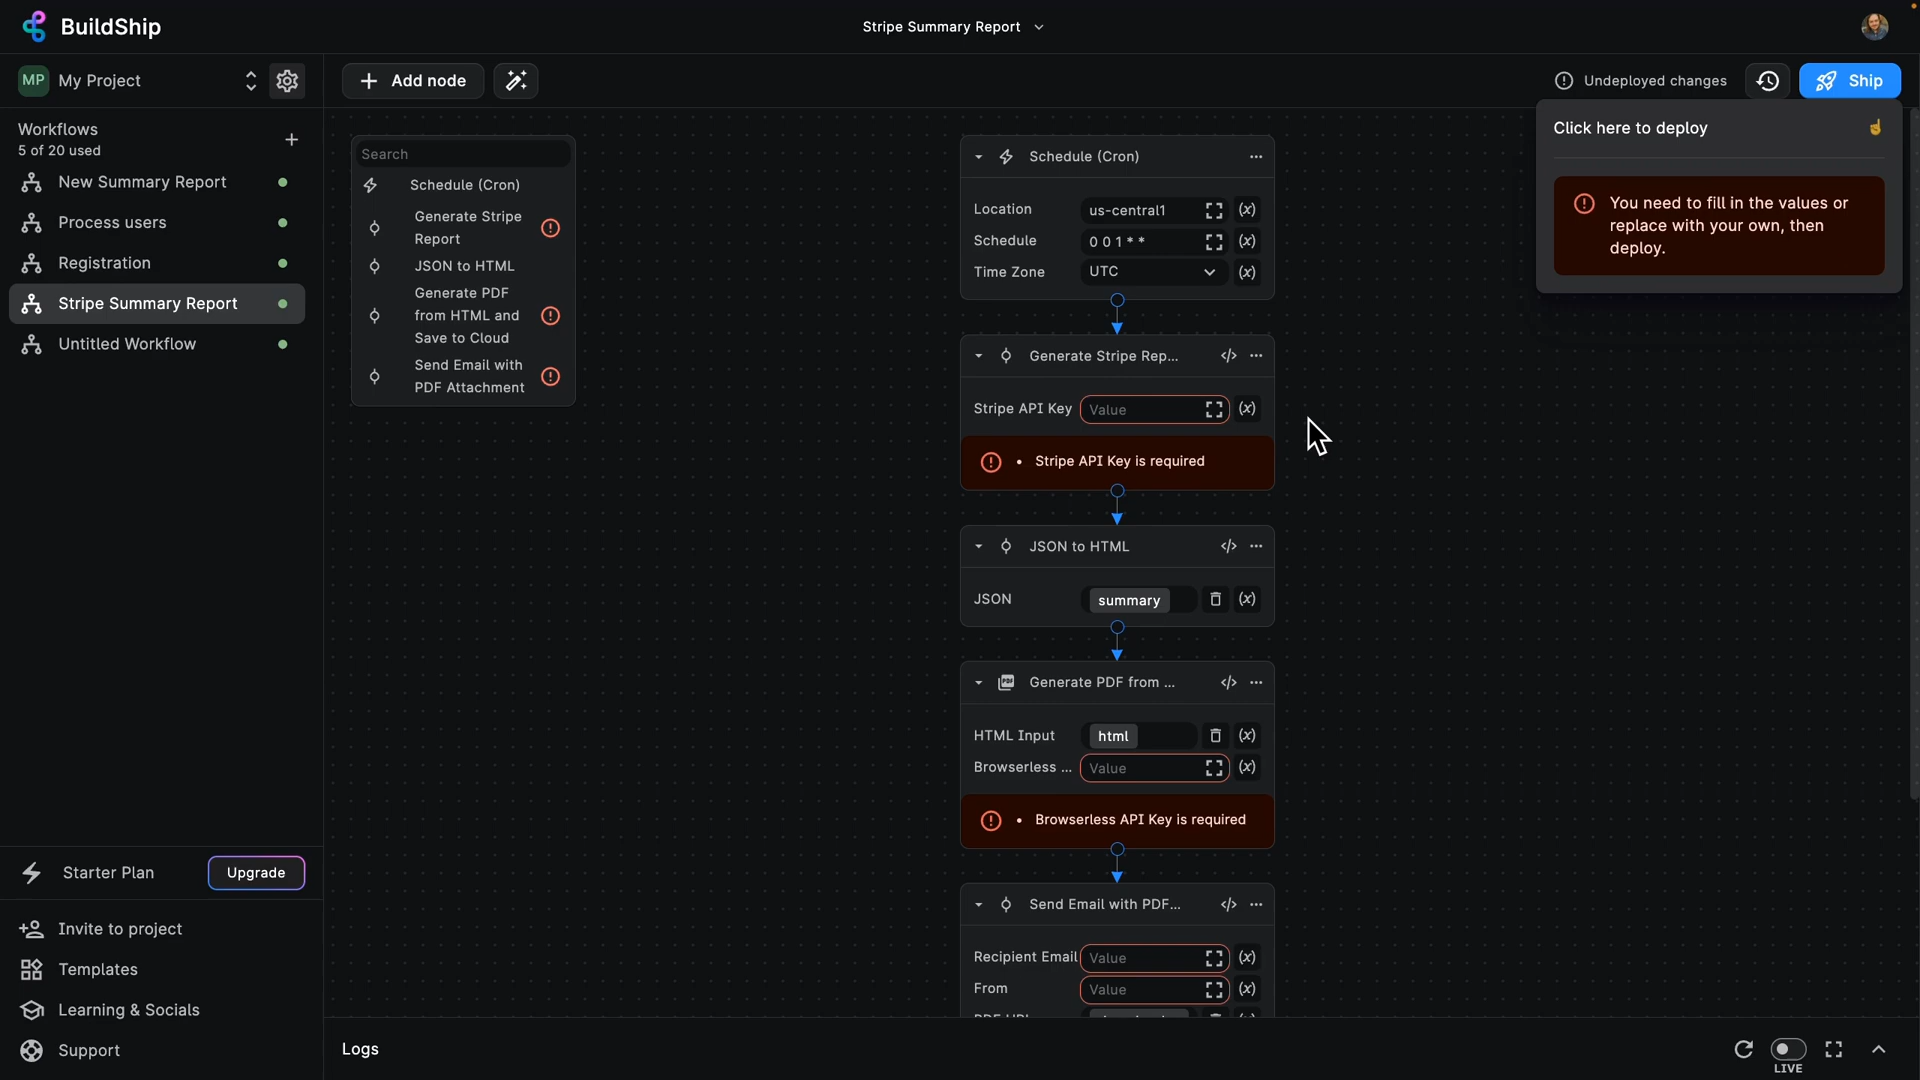 BuildShip
Stripe Summary Report
MP My Project
Add node
Undeployed changes
Ship
Click here to deploy
You need to fill in the values or
replace with your own, then
deploy.
Workflows
5 of 20 used
New Summary Report
Process users
Registration
Stripe Summary Report
Untitled Workflow
Search
Schedule (Cron)
Generate Stripe
Report
JSON to HTML
Generate PDF
from HTML and
Save to Cloud
Send Email with
PDF Attachment
Schedule (Cron)
Location us-central1 (x)
Schedule 0 0 1 * * (x)
Time Zone UTC (x)
Generate Stripe Rep... </>
Stripe API Key Value (x)
• Stripe API Key is required
JSON to HTML </>
JSON summary (x)
Generate PDF from ... </>
HTML Input html (x)
Browserless ... Value (x)
• Browserless API Key is required
Send Email with PDF... </>
Recipient Email Value (x)
From Value (x)
Starter Plan
Upgrade
Invite to project
Templates
Learning & Socials
Support
Logs
LIVE